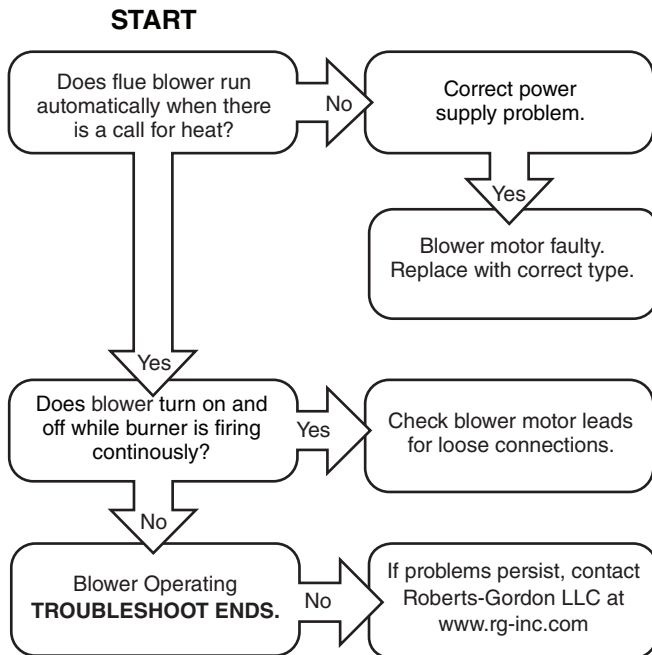 START
Does flue blower run
automatically when there
is a call for heat?
No
Correct power
supply problem.
Yes
Blower motor faulty.
Replace with correct type.
Yes
Does blower turn on and
off while burner is firing
continously?
Yes
Check blower motor leads
for loose connections.
No
Blower Operating
TROUBLESHOOT ENDS.
No
If problems persist, contact
Roberts-Gordon LLC at
www.rg-inc.com